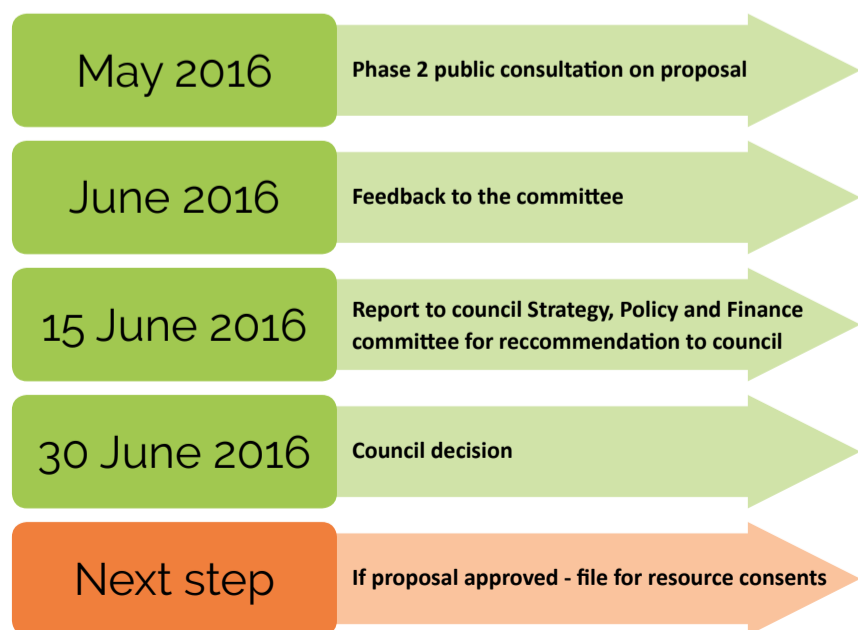 May 2016
Phase 2 public consultation on proposal
June 2016
Feedback to the committee
15 June 2016
Report to council Strategy, Policy and Finance
committee for reccommendation to council
30 June 2016
Council decision
Next step
If proposal approved - file for resource consents